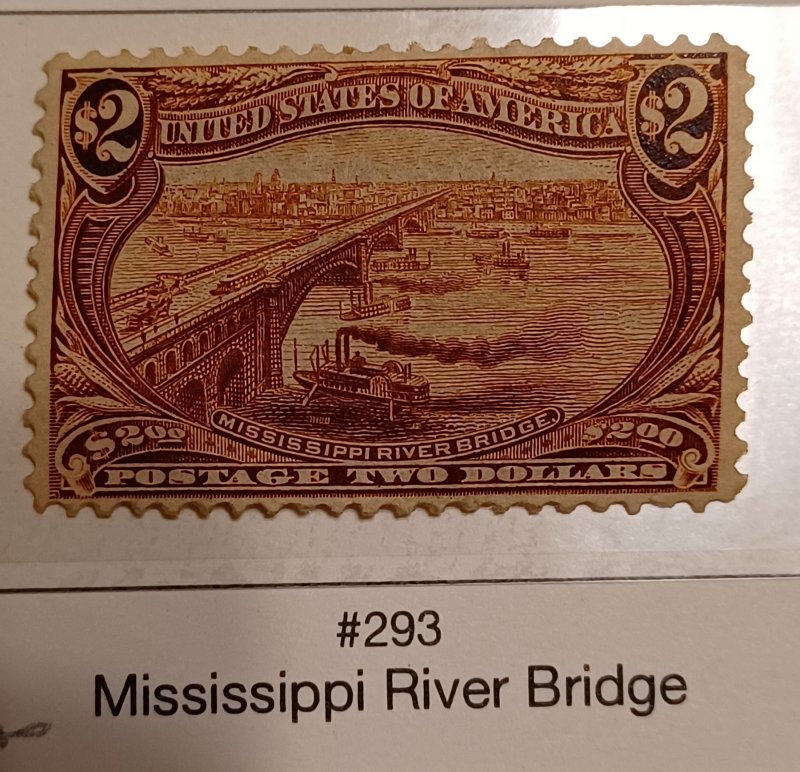 $2 $2
UNITED STATES OF AMERICA
MISSISSIPPI RIVER BRIDGE.
$2.00 $2.00
POSTAGE TWO DOLLARS
#293
Mississippi River Bridge